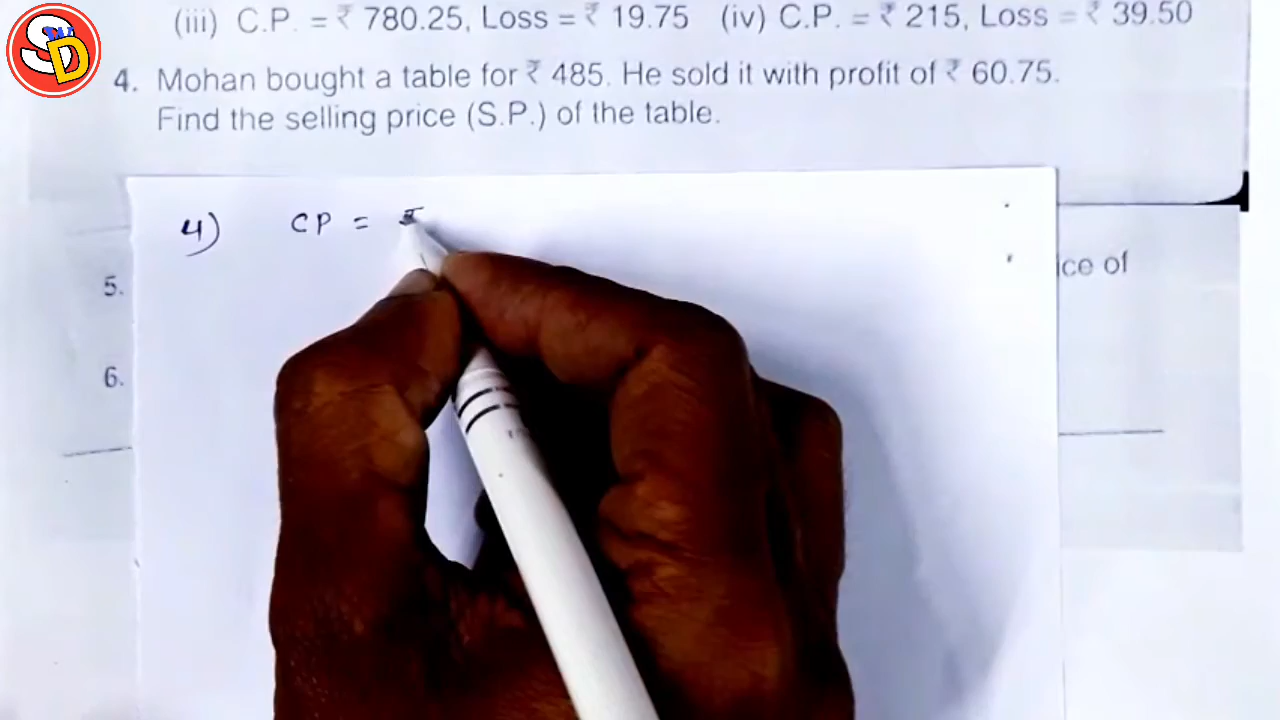 SWD
(iii) C.P. = ₹ 780.25, Loss = ₹ 19.75 (iv) C.P. = ₹ 215, Loss = ₹ 39.50
4. Mohan bought a table for ₹ 485. He sold it with profit of ₹ 60.75.
Find the selling price (S.P.) of the table.
4) CP = ₹
5. ice of
6.